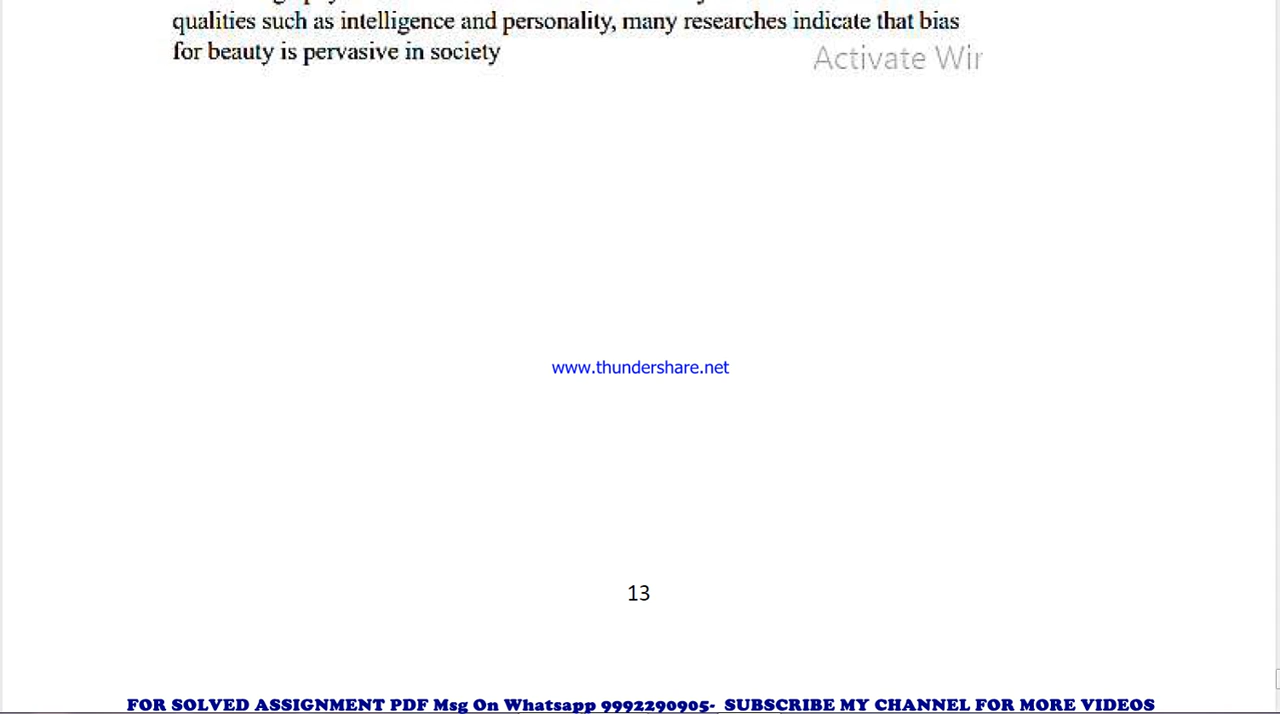 qualities such as intelligence and personality, many researches indicate that bias
for beauty is pervasive in society
Activate Wir
www.thundershare.net
13
FOR SOLVED ASSIGNMENT PDF Msg On Whatsapp 9992290905- SUBSCRIBE MY CHANNEL FOR MORE VIDEOS